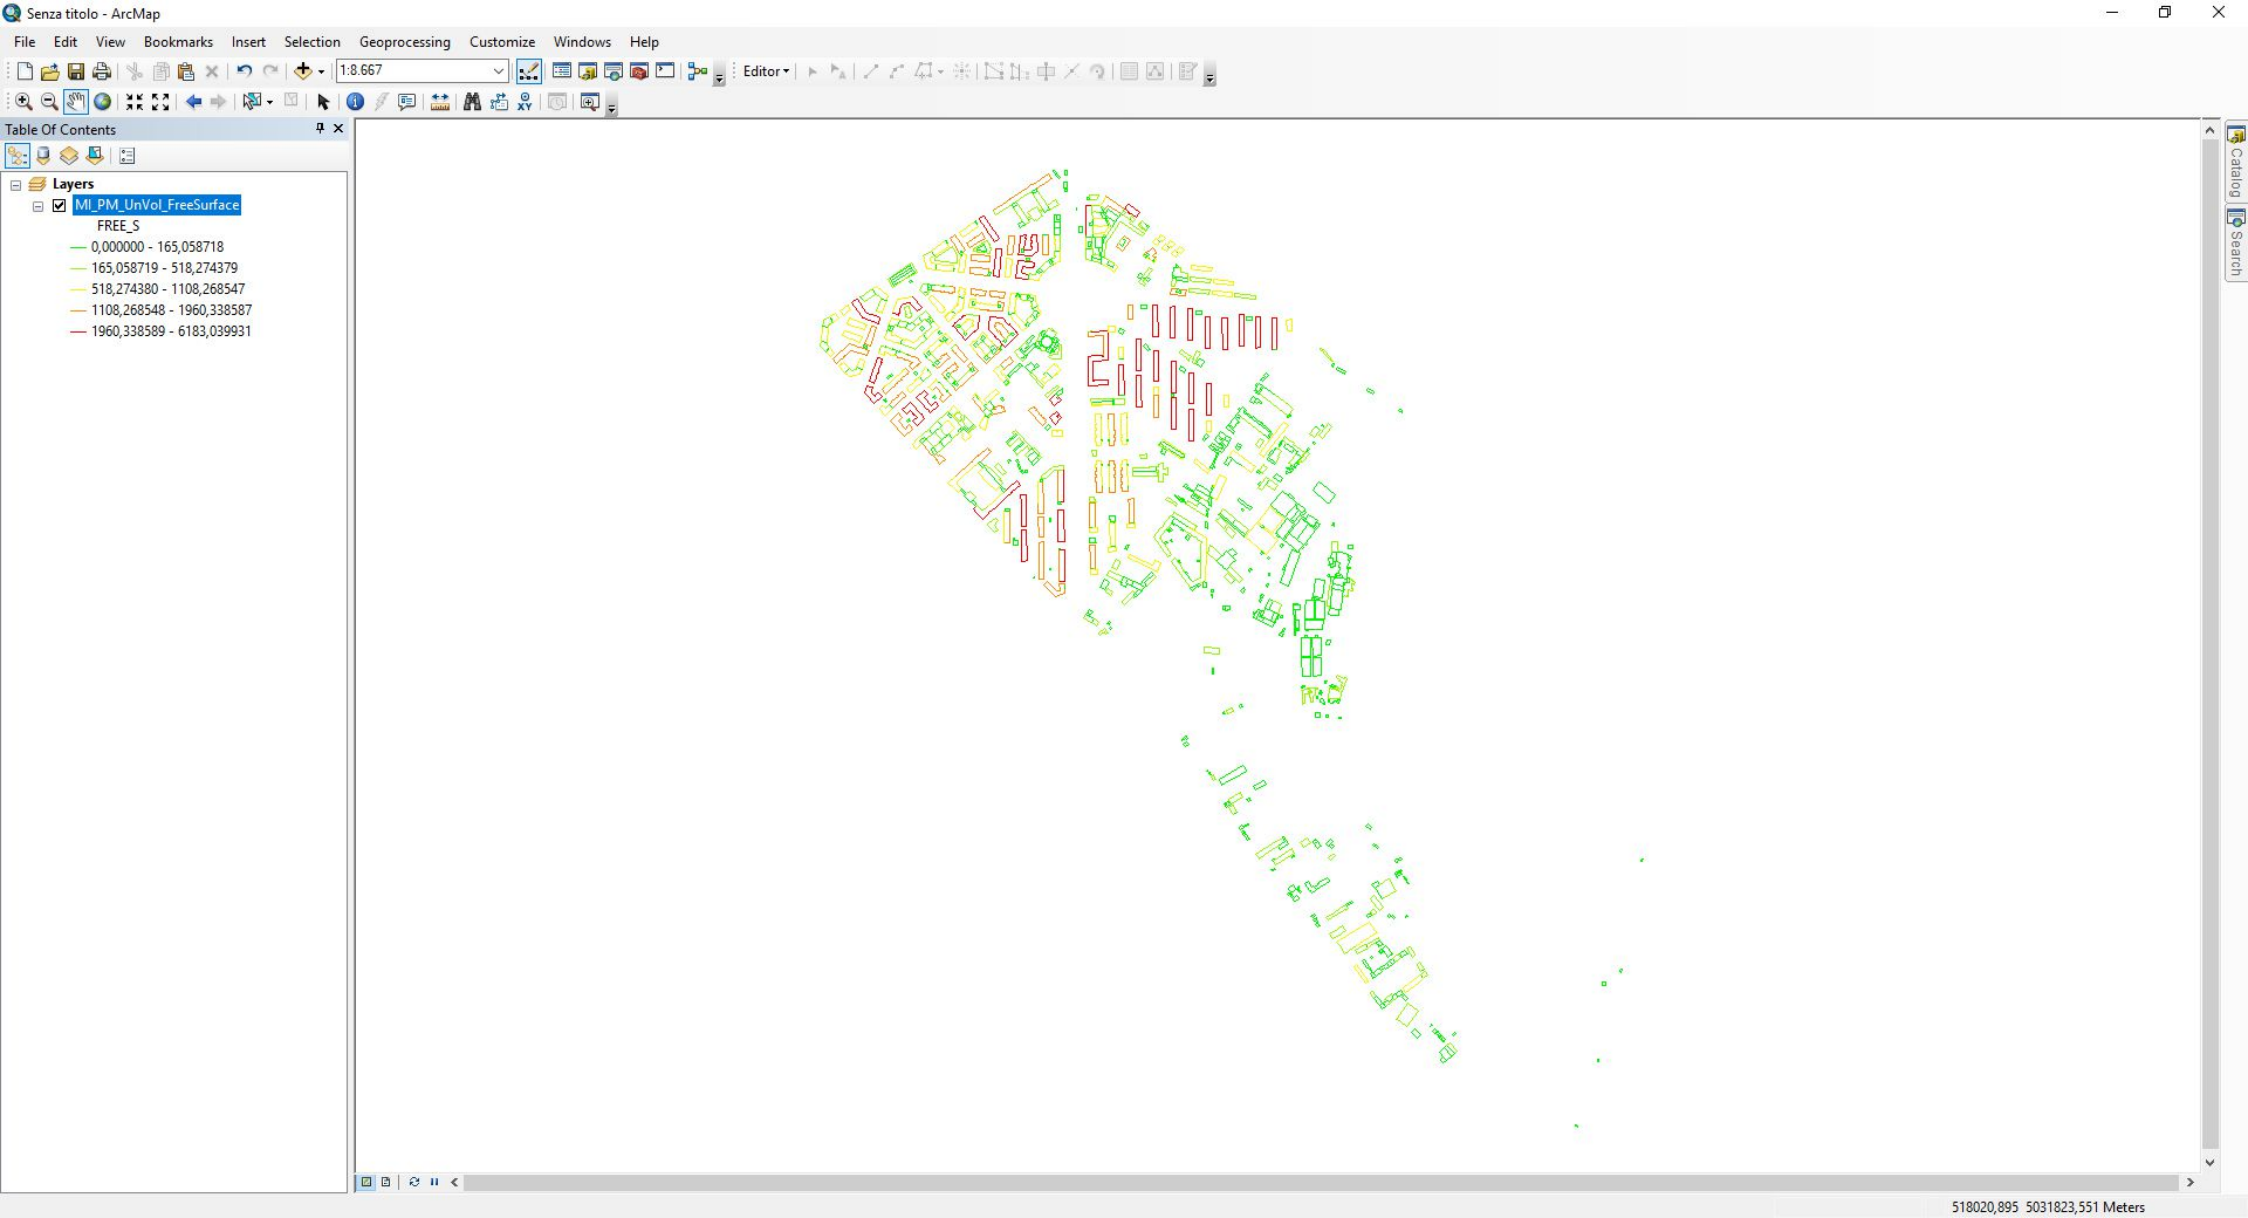 Senza titolo - ArcMap
File Edit View Bookmarks Insert Selection Geoprocessing Customize Windows Help
1:8.667
Editor
XY
Table Of Contents
Layers
MI_PM_UnVol_FreeSurface
FREE_S
0,000000 - 165,058718
165,058719 - 518,274379
518,274380 - 1108,268547
1108,268548 - 1960,338587
1960,338589 - 6183,039931
Catalog
Search
518020,895 5031823,551 Meters